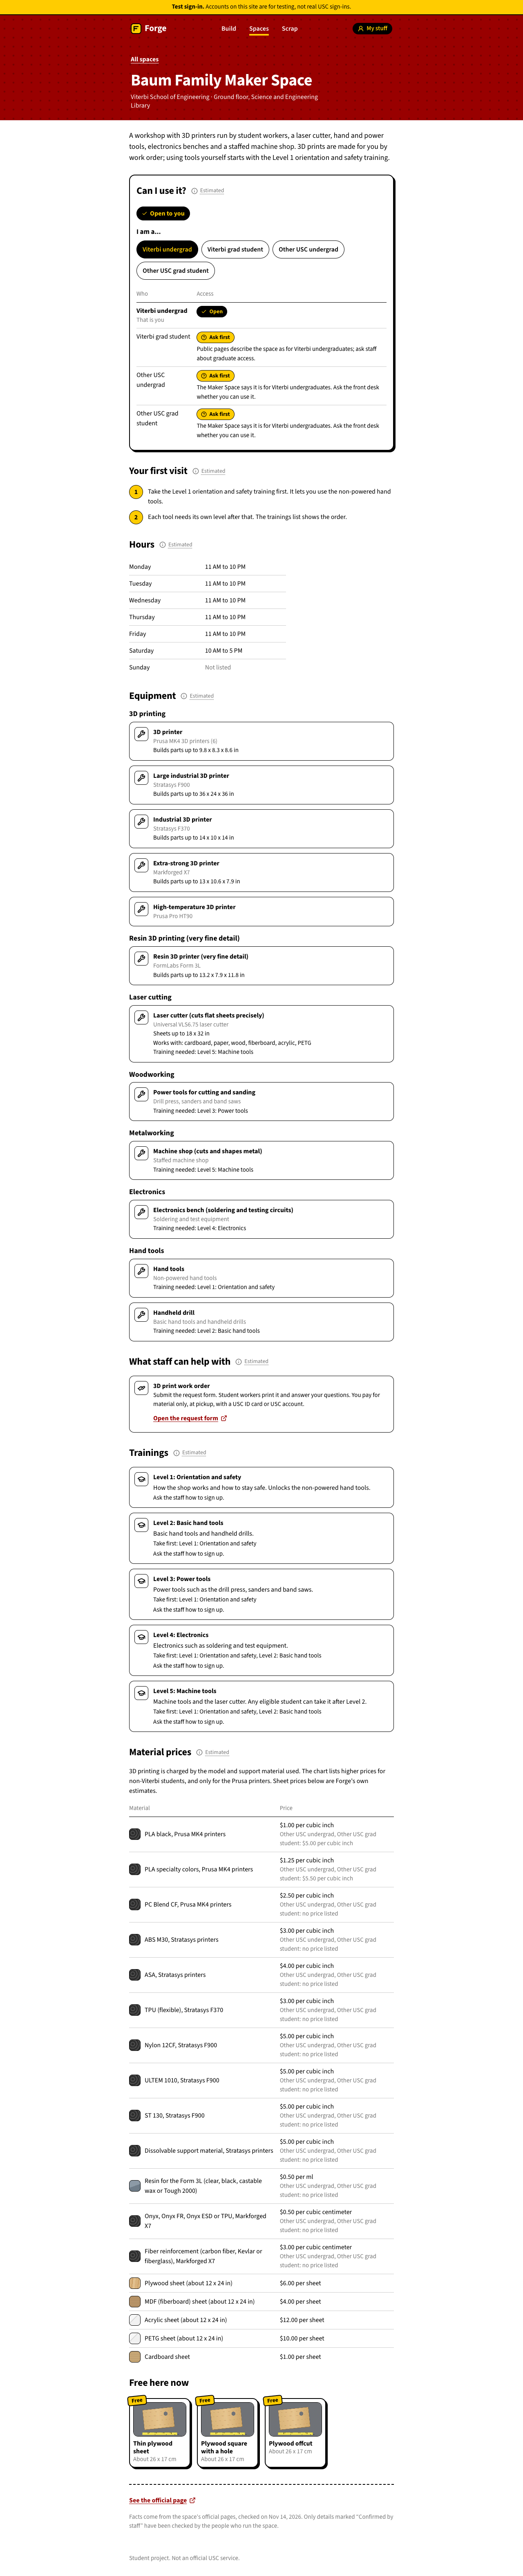 Test sign-in. Accounts on this site are for testing, not real USC sign-ins.
Forge
Build
Spaces
Scrap
My stuff
All spaces
Baum Family Maker Space
Viterbi School of Engineering · Ground floor, Science and Engineering
Library
A workshop with 3D printers run by student workers, a laser cutter, hand and power
tools, electronics benches and a staffed machine shop. 3D prints are made for you by
work order; using tools yourself starts with the Level 1 orientation and safety training.
Can I use it?
Estimated
Open to you
I am a...
Viterbi undergrad
Viterbi grad student
Other USC undergrad
Other USC grad student
Who
Access
Viterbi undergrad
That is you
Open
Viterbi grad student
Ask first
Public pages describe the space as for Viterbi undergraduates; ask staff
about graduate access.
Other USC
undergrad
Ask first
The Maker Space says it is for Viterbi undergraduates. Ask the front desk
whether you can use it.
Other USC grad
student
Ask first
The Maker Space says it is for Viterbi undergraduates. Ask the front desk
whether you can use it.
Your first visit
Estimated
1
Take the Level 1 orientation and safety training first. It lets you use the non-powered hand
tools.
2
Each tool needs its own level after that. The trainings list shows the order.
Hours
Estimated
Monday
11 AM to 10 PM
Tuesday
11 AM to 10 PM
Wednesday
11 AM to 10 PM
Thursday
11 AM to 10 PM
Friday
11 AM to 10 PM
Saturday
10 AM to 5 PM
Sunday
Not listed
Equipment
Estimated
3D printing
3D printer
Prusa MK4 3D printers (6)
Builds parts up to 9.8 x 8.3 x 8.6 in
Large industrial 3D printer
Stratasys F900
Builds parts up to 36 x 24 x 36 in
Industrial 3D printer
Stratasys F370
Builds parts up to 14 x 10 x 14 in
Extra-strong 3D printer
Markforged X7
Builds parts up to 13 x 10.6 x 7.9 in
High-temperature 3D printer
Prusa Pro HT90
Resin 3D printing (very fine detail)
Resin 3D printer (very fine detail)
FormLabs Form 3L
Builds parts up to 13.2 x 7.9 x 11.8 in
Laser cutting
Laser cutter (cuts flat sheets precisely)
Universal VLS6.75 laser cutter
Sheets up to 18 x 32 in
Works with: cardboard, paper, wood, fiberboard, acrylic, PETG
Training needed: Level 5: Machine tools
Woodworking
Power tools for cutting and sanding
Drill press, sanders and band saws
Training needed: Level 3: Power tools
Metalworking
Machine shop (cuts and shapes metal)
Staffed machine shop
Training needed: Level 5: Machine tools
Electronics
Electronics bench (soldering and testing circuits)
Soldering and test equipment
Training needed: Level 4: Electronics
Hand tools
Hand tools
Non-powered hand tools
Training needed: Level 1: Orientation and safety
Handheld drill
Basic hand tools and handheld drills
Training needed: Level 2: Basic hand tools
What staff can help with
Estimated
3D print work order
Submit the request form. Student workers print it and answer your questions. You pay for
material only, at pickup, with a USC ID card or USC account.
Open the request form
Trainings
Estimated
Level 1: Orientation and safety
How the shop works and how to stay safe. Unlocks the non-powered hand tools.
Ask the staff how to sign up.
Level 2: Basic hand tools
Basic hand tools and handheld drills.
Take first: Level 1: Orientation and safety
Ask the staff how to sign up.
Level 3: Power tools
Power tools such as the drill press, sanders and band saws.
Take first: Level 1: Orientation and safety
Ask the staff how to sign up.
Level 4: Electronics
Electronics such as soldering and test equipment.
Take first: Level 1: Orientation and safety, Level 2: Basic hand tools
Ask the staff how to sign up.
Level 5: Machine tools
Machine tools and the laser cutter. Any eligible student can take it after Level 2.
Take first: Level 1: Orientation and safety, Level 2: Basic hand tools
Ask the staff how to sign up.
Material prices
Estimated
3D printing is charged by the model and support material used. The chart lists higher prices for
non-Viterbi students, and only for the Prusa printers. Sheet prices below are Forge's own
estimates.
Material
Price
PLA black, Prusa MK4 printers
$1.00 per cubic inch
Other USC undergrad, Other USC grad
student: $5.00 per cubic inch
PLA specialty colors, Prusa MK4 printers
$1.25 per cubic inch
Other USC undergrad, Other USC grad
student: $5.50 per cubic inch
PC Blend CF, Prusa MK4 printers
$2.50 per cubic inch
Other USC undergrad, Other USC grad
student: no price listed
ABS M30, Stratasys printers
$3.00 per cubic inch
Other USC undergrad, Other USC grad
student: no price listed
ASA, Stratasys printers
$4.00 per cubic inch
Other USC undergrad, Other USC grad
student: no price listed
TPU (flexible), Stratasys F370
$3.00 per cubic inch
Other USC undergrad, Other USC grad
student: no price listed
Nylon 12CF, Stratasys F900
$5.00 per cubic inch
Other USC undergrad, Other USC grad
student: no price listed
ULTEM 1010, Stratasys F900
$5.00 per cubic inch
Other USC undergrad, Other USC grad
student: no price listed
ST 130, Stratasys F900
$5.00 per cubic inch
Other USC undergrad, Other USC grad
student: no price listed
Dissolvable support material, Stratasys printers
$5.00 per cubic inch
Other USC undergrad, Other USC grad
student: no price listed
Resin for the Form 3L (clear, black, castable
wax or Tough 2000)
$0.50 per ml
Other USC undergrad, Other USC grad
student: no price listed
Onyx, Onyx FR, Onyx ESD or TPU, Markforged
X7
$0.50 per cubic centimeter
Other USC undergrad, Other USC grad
student: no price listed
Fiber reinforcement (carbon fiber, Kevlar or
fiberglass), Markforged X7
$3.00 per cubic centimeter
Other USC undergrad, Other USC grad
student: no price listed
Plywood sheet (about 12 x 24 in)
$6.00 per sheet
MDF (fiberboard) sheet (about 12 x 24 in)
$4.00 per sheet
Acrylic sheet (about 12 x 24 in)
$12.00 per sheet
PETG sheet (about 12 x 24 in)
$10.00 per sheet
Cardboard sheet
$1.00 per sheet
Free here now
Free
Thin plywood
sheet
About 26 x 17 cm
Free
Plywood square
with a hole
About 26 x 17 cm
Free
Plywood offcut
About 26 x 17 cm
See the official page
Facts come from the space's official pages, checked on Nov 14, 2026. Only details marked "Confirmed by
staff" have been checked by the people who run the space.
Student project. Not an official USC service.